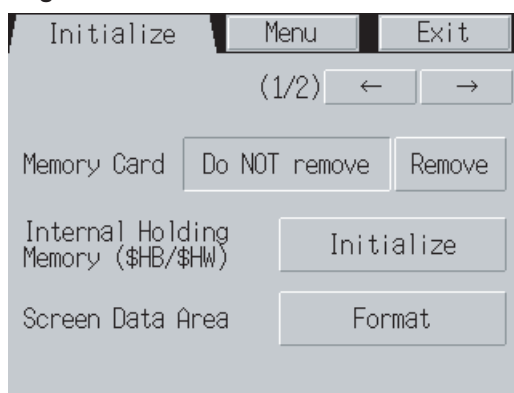 Initialize Menu Exit
(1/2) ← →
Memory Card Do NOT remove Remove
Internal Holding
Memory ($HB/$HW) Initialize
Screen Data Area Format